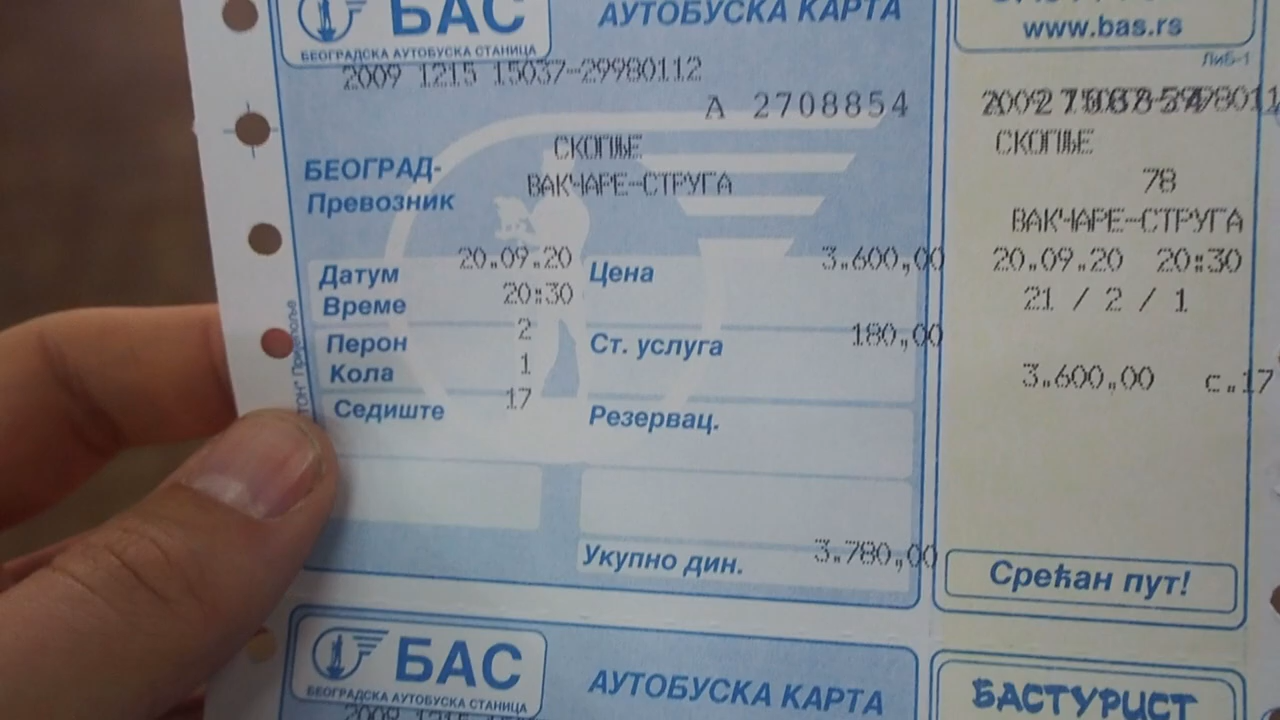 БАС
БЕОГРАДСКА АУТОБУСКА СТАНИЦА
АУТОБУСКА КАРТА
2009 1215 15037-29980112
А 2708854
БЕОГРАД-
СКОПЉЕ
Превозник
ВАКЧАРЕ-СТРУГА
Датум 20.09.20 Цена 3.600,00
Време 20:30
Перон 2 Ст. услуга 180,00
Кола 1
Седиште 17 Резервац.
Укупно дин. 3.780,00
www.bas.rs
ЛиБ-1
СКОПЉЕ
78
ВАКЧАРЕ-СТРУГА
20.09.20 20:30
21 / 2 / 1
3.600,00 с.17
Срећан пут!
БАС
БЕОГРАДСКА АУТОБУСКА СТАНИЦА
АУТОБУСКА КАРТА
БАСТУРИСТ